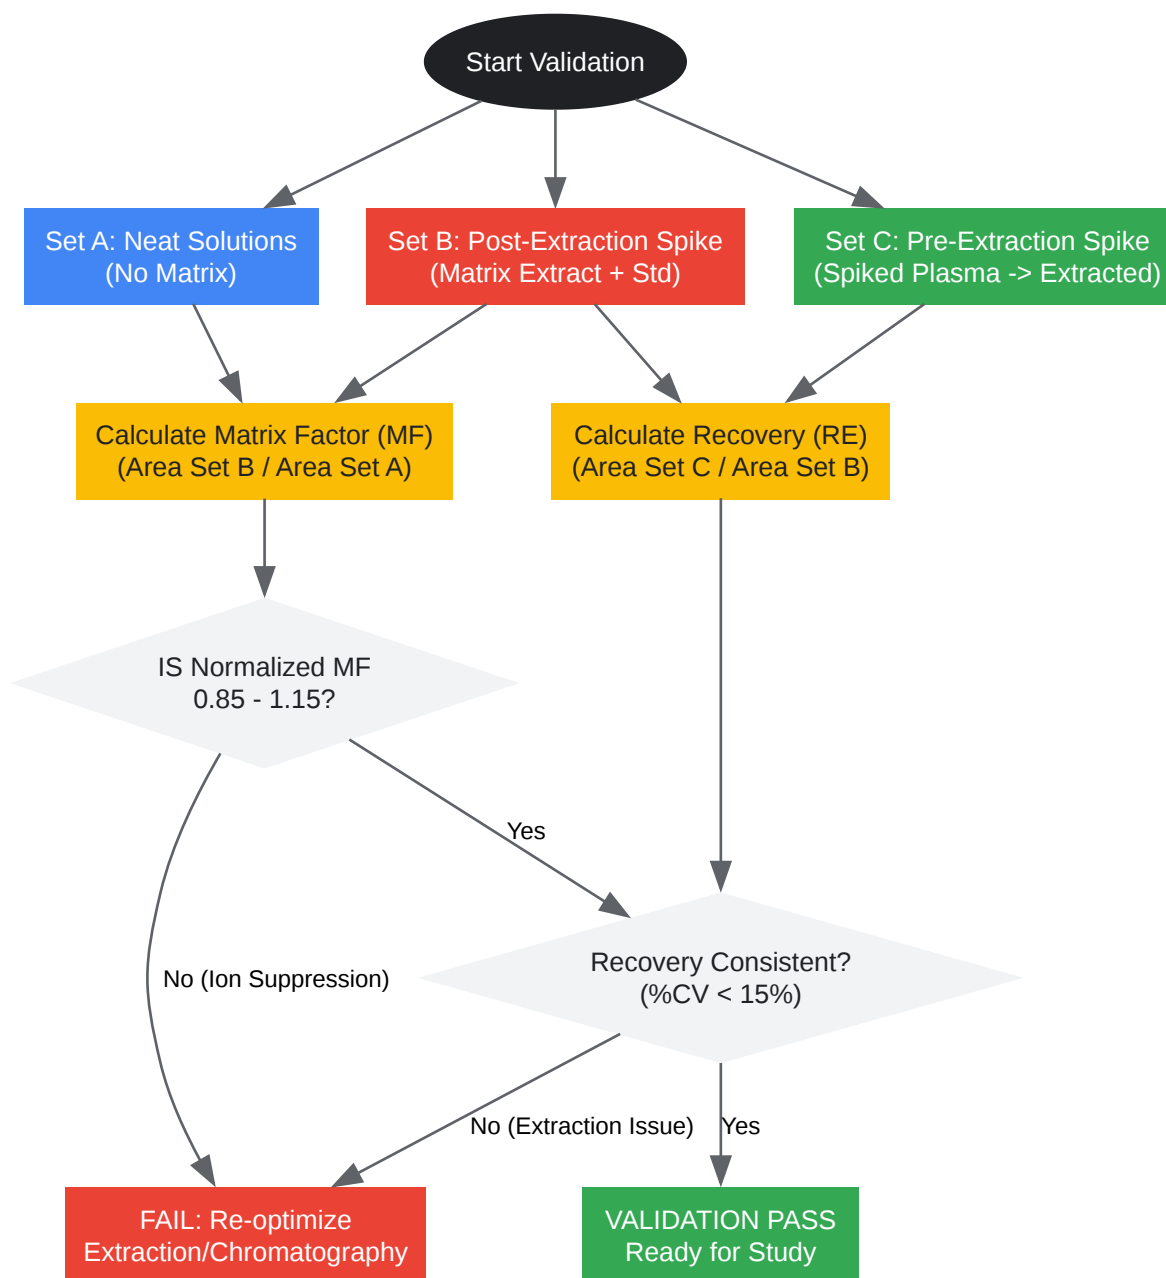 Start Validation
Set A: Neat Solutions
(No Matrix)
Set B: Post-Extraction Spike
(Matrix Extract + Std)
Set C: Pre-Extraction Spike
(Spiked Plasma -> Extracted)
Calculate Matrix Factor (MF)
(Area Set B / Area Set A)
Calculate Recovery (RE)
(Area Set C / Area Set B)
IS Normalized MF
0.85 - 1.15?
Yes
No (Ion Suppression)
Recovery Consistent?
(%CV < 15%)
No (Extraction Issue)
Yes
FAIL: Re-optimize
Extraction/Chromatography
VALIDATION PASS
Ready for Study